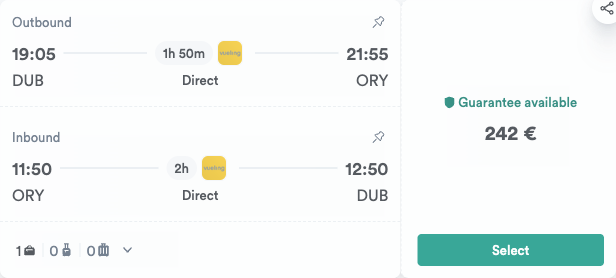 Outbound
19:05 1h 50m vueling 21:55
DUB Direct ORY
Inbound
11:50 2h vueling 12:50
ORY Direct DUB
1 0 0
Guarantee available
242 €
Select